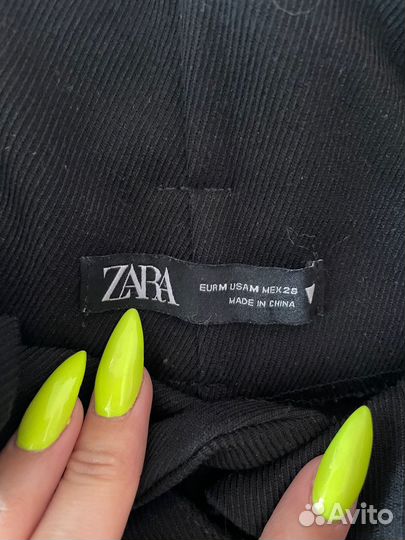 ZARA
EUR M USA M MEX 28
MADE IN CHINA
Avito